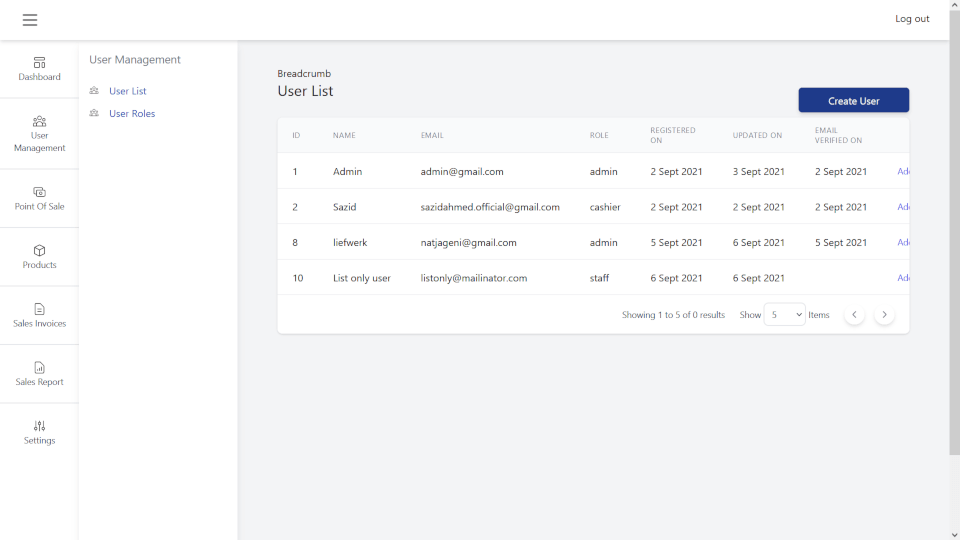 Log out
Dashboard
User
Management
Point Of Sale
Products
Sales Invoices
Sales Report
Settings
User Management
User List
User Roles
Breadcrumb
User List
Create User
ID NAME EMAIL ROLE REGISTERED ON UPDATED ON EMAIL VERIFIED ON
1 Admin admin@gmail.com admin 2 Sept 2021 3 Sept 2021 2 Sept 2021
2 Sazid sazidahmed.official@gmail.com cashier 2 Sept 2021 2 Sept 2021 2 Sept 2021
8 liefwerk natjageni@gmail.com admin 5 Sept 2021 6 Sept 2021 5 Sept 2021
10 List only user listonly@mailinator.com staff 6 Sept 2021 6 Sept 2021
Showing 1 to 5 of 0 results Show 5 Items